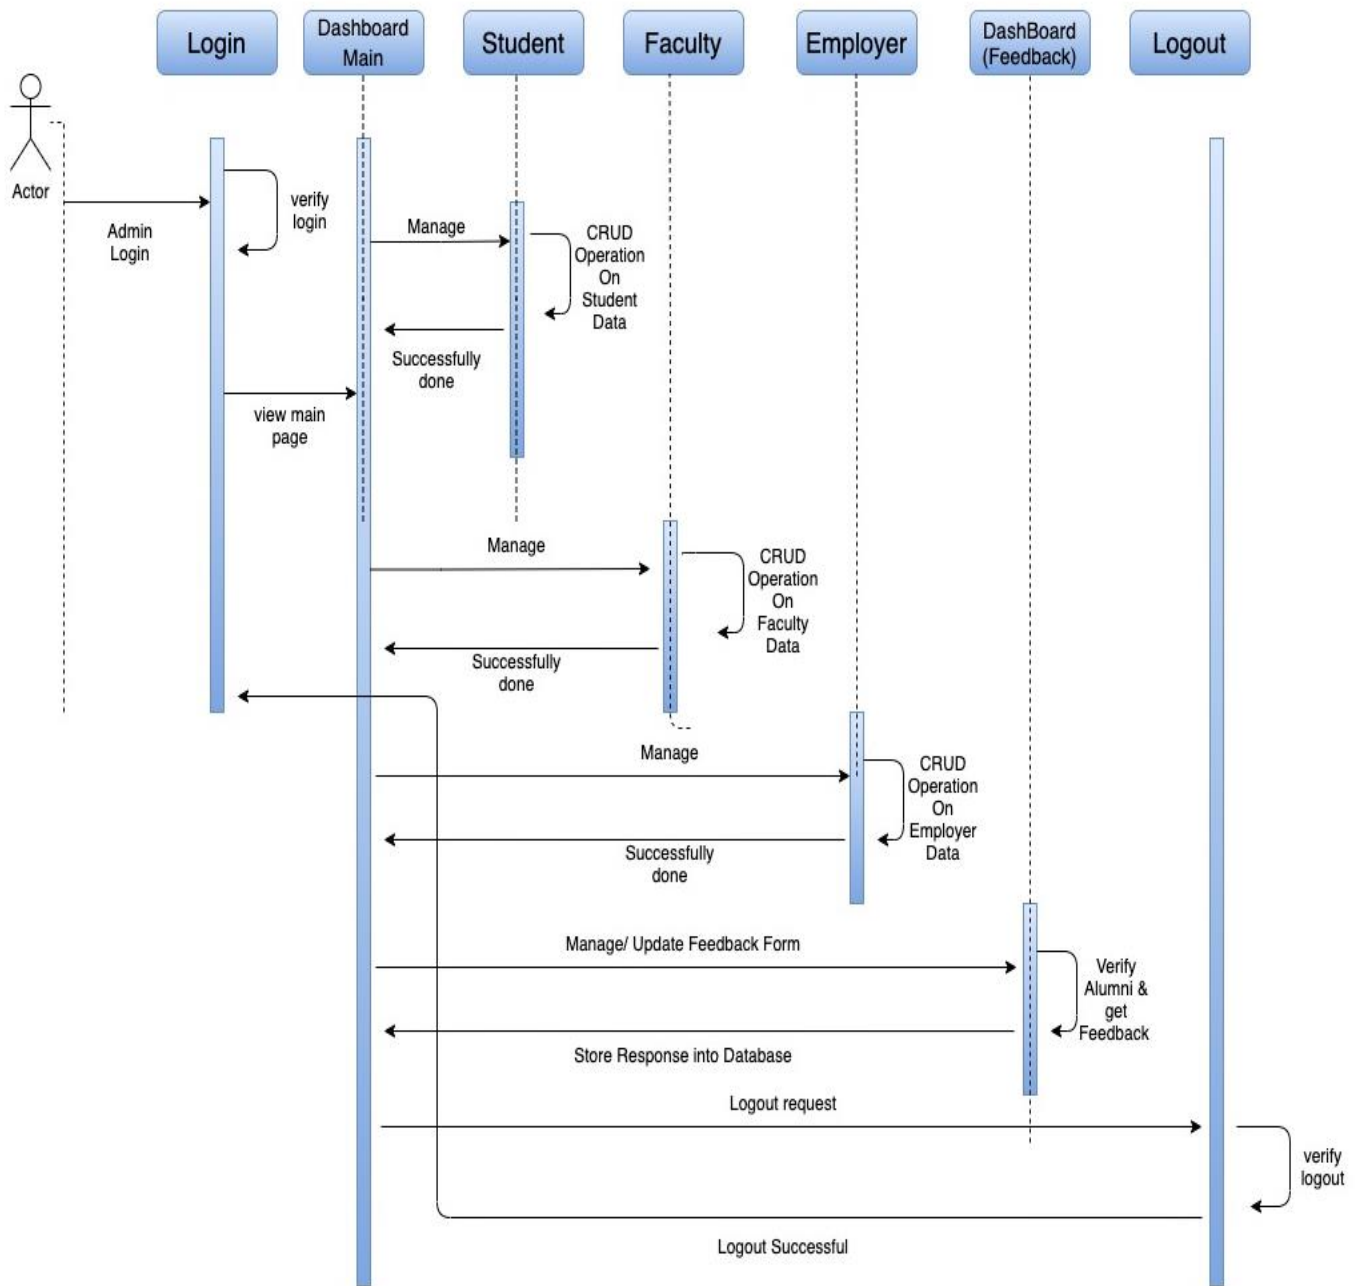 Login
Dashboard
Main
Student
Faculty
Employer
DashBoard
(Feedback)
Logout
Actor
Admin
Login
verify
login
Manage
CRUD
Operation
On
Student
Data
Successfully
done
view main
page
Manage
CRUD
Operation
On
Faculty
Data
Successfully
done
Manage
CRUD
Operation
On
Employer
Data
Successfully
done
Manage/ Update Feedback Form
Verify
Alumni &
get
Feedback
Store Response into Database
Logout request
verify
logout
Logout Successful